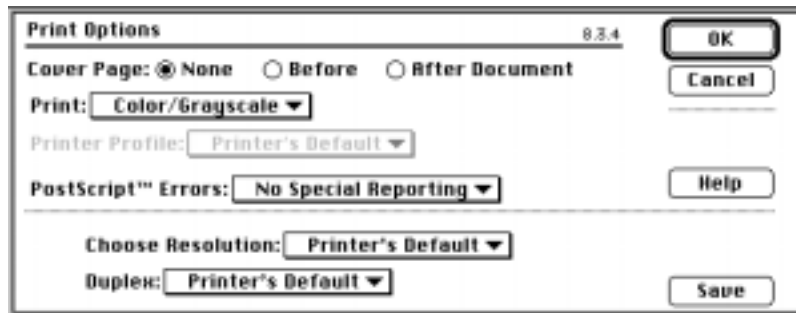 Print Options 8.3.4 OK
Cover Page: None Before After Document
Cancel
Print: Color/Grayscale
Printer Profile: Printer's Default
PostScript™ Errors: No Special Reporting
Help
Choose Resolution: Printer's Default
Duplex: Printer's Default
Save